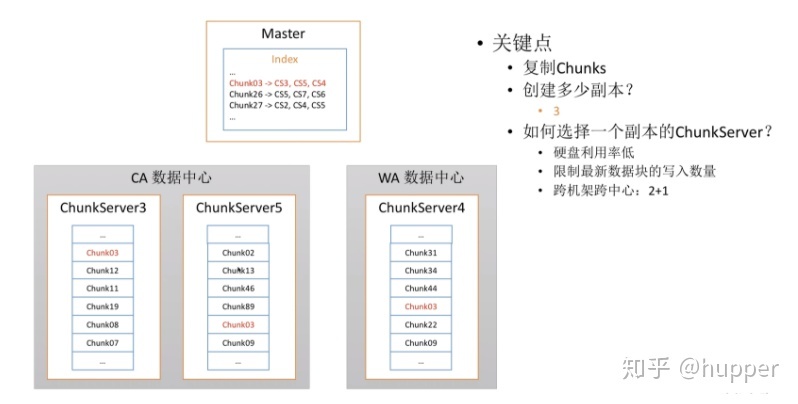 Master
Index
...
Chunk03 -> CS3, CS5, CS4
Chunk26 -> CS5, CS7, CS6
Chunk27 -> CS2, CS4, CS5
...
• 关键点
• 复制Chunks
• 创建多少副本？
• 3
• 如何选择一个副本的ChunkServer？
• 硬盘利用率低
• 限制最新数据块的写入数量
• 跨机架跨中心：2+1
CA 数据中心
ChunkServer3
...
Chunk03
Chunk12
Chunk11
Chunk19
Chunk08
Chunk07
...
ChunkServer5
...
Chunk02
Chunk13
Chunk46
Chunk89
Chunk03
Chunk09
...
WA 数据中心
ChunkServer4
...
Chunk31
Chunk34
Chunk44
Chunk03
Chunk22
Chunk09
...
知乎 @hupper